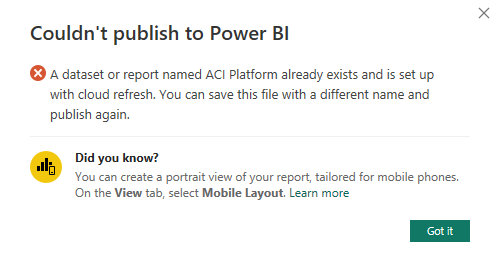 Couldn't publish to Power BI
A dataset or report named ACI Platform already exists and is set up
with cloud refresh. You can save this file with a different name and
publish again.
Did you know?
You can create a portrait view of your report, tailored for mobile phones.
On the View tab, select Mobile Layout. Learn more
Got it